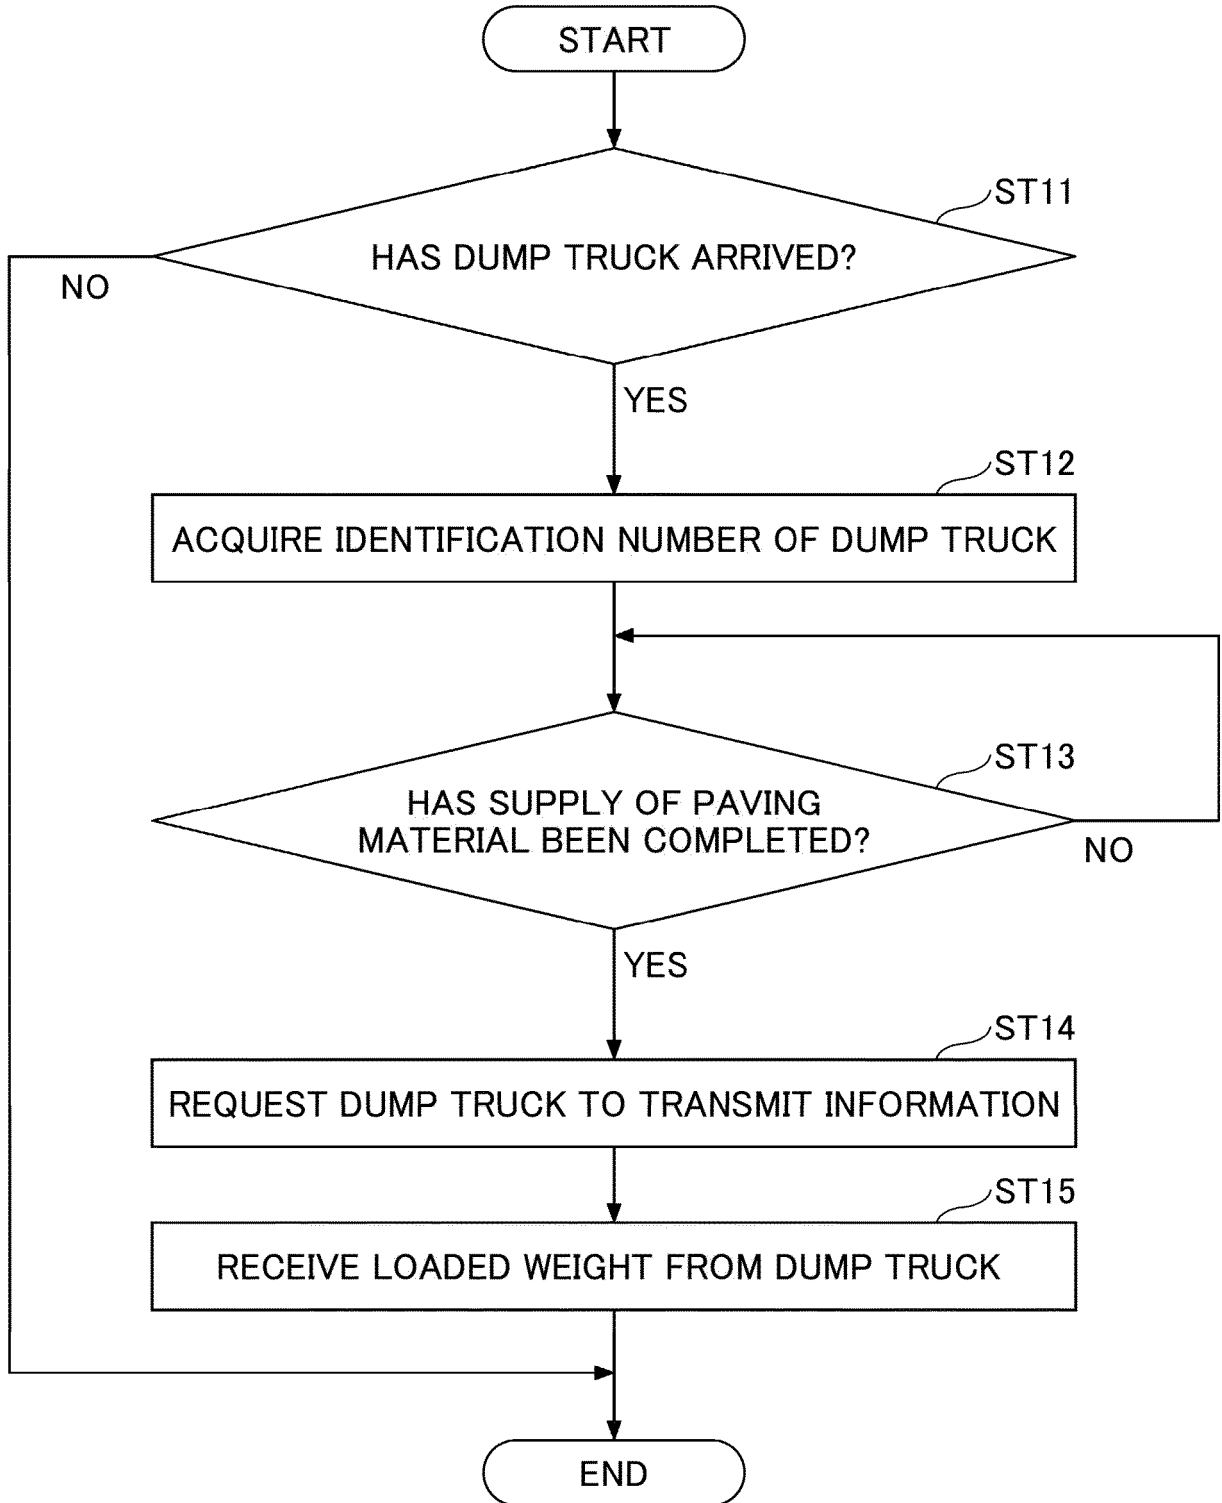 START
ST11
HAS DUMP TRUCK ARRIVED?
NO
YES
ST12
ACQUIRE IDENTIFICATION NUMBER OF DUMP TRUCK
ST13
HAS SUPPLY OF PAVING
MATERIAL BEEN COMPLETED?
NO
YES
ST14
REQUEST DUMP TRUCK TO TRANSMIT INFORMATION
ST15
RECEIVE LOADED WEIGHT FROM DUMP TRUCK
END